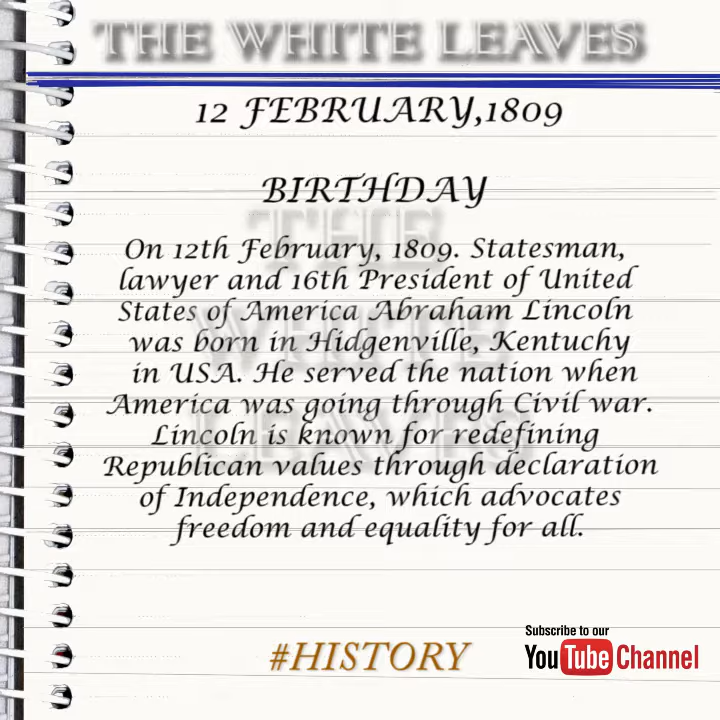 THE WHITE LEAVES
12 FEBRUARY,1809
BIRTHDAY
THE
WHITE
LEAVES
On 12th February, 1809. Statesman,
lawyer and 16th President of United
States of America Abraham Lincoln
was born in Hidgenville, Kentuchy
in USA. He served the nation when
America was going through Civil war.
Lincoln is known for redefining
Republican values through declaration
of Independence, which advocates
freedom and equality for all.
#HISTORY
Subscribe to our
YouTube Channel